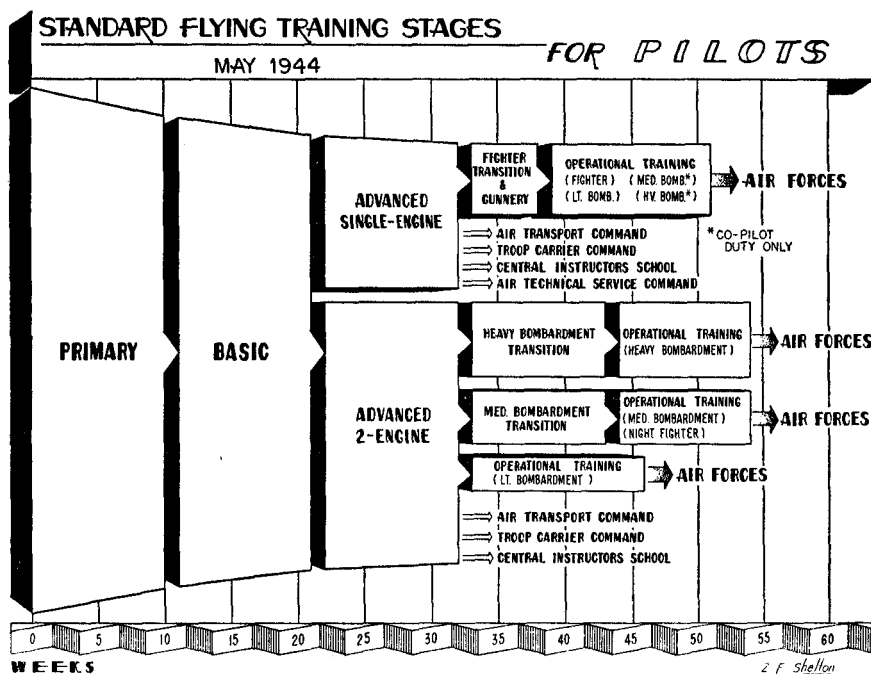 STANDARD FLYING TRAINING STAGES
FOR PILOTS
MAY 1944
PRIMARY
BASIC
ADVANCED
SINGLE-ENGINE
FIGHTER
TRANSITION
&
GUNNERY
OPERATIONAL TRAINING
(FIGHTER) (MED. BOMB.*)
(LT. BOMB.) (HV. BOMB.*)
AIR FORCES
*CO-PILOT
DUTY ONLY
AIR TRANSPORT COMMAND
TROOP CARRIER COMMAND
CENTRAL INSTRUCTORS SCHOOL
AIR TECHNICAL SERVICE COMMAND
ADVANCED
2-ENGINE
HEAVY BOMBARDMENT
TRANSITION
OPERATIONAL TRAINING
(HEAVY BOMBARDMENT)
AIR FORCES
MED. BOMBARDMENT
TRANSITION
OPERATIONAL TRAINING
(MED. BOMBARDMENT)
(NIGHT FIGHTER)
AIR FORCES
OPERATIONAL TRAINING
(LT. BOMBARDMENT)
AIR FORCES
AIR TRANSPORT COMMAND
TROOP CARRIER COMMAND
CENTRAL INSTRUCTORS SCHOOL
0 5 10 15 20 25 30 35 40 45 50 55 60
WEEKS
Shelton